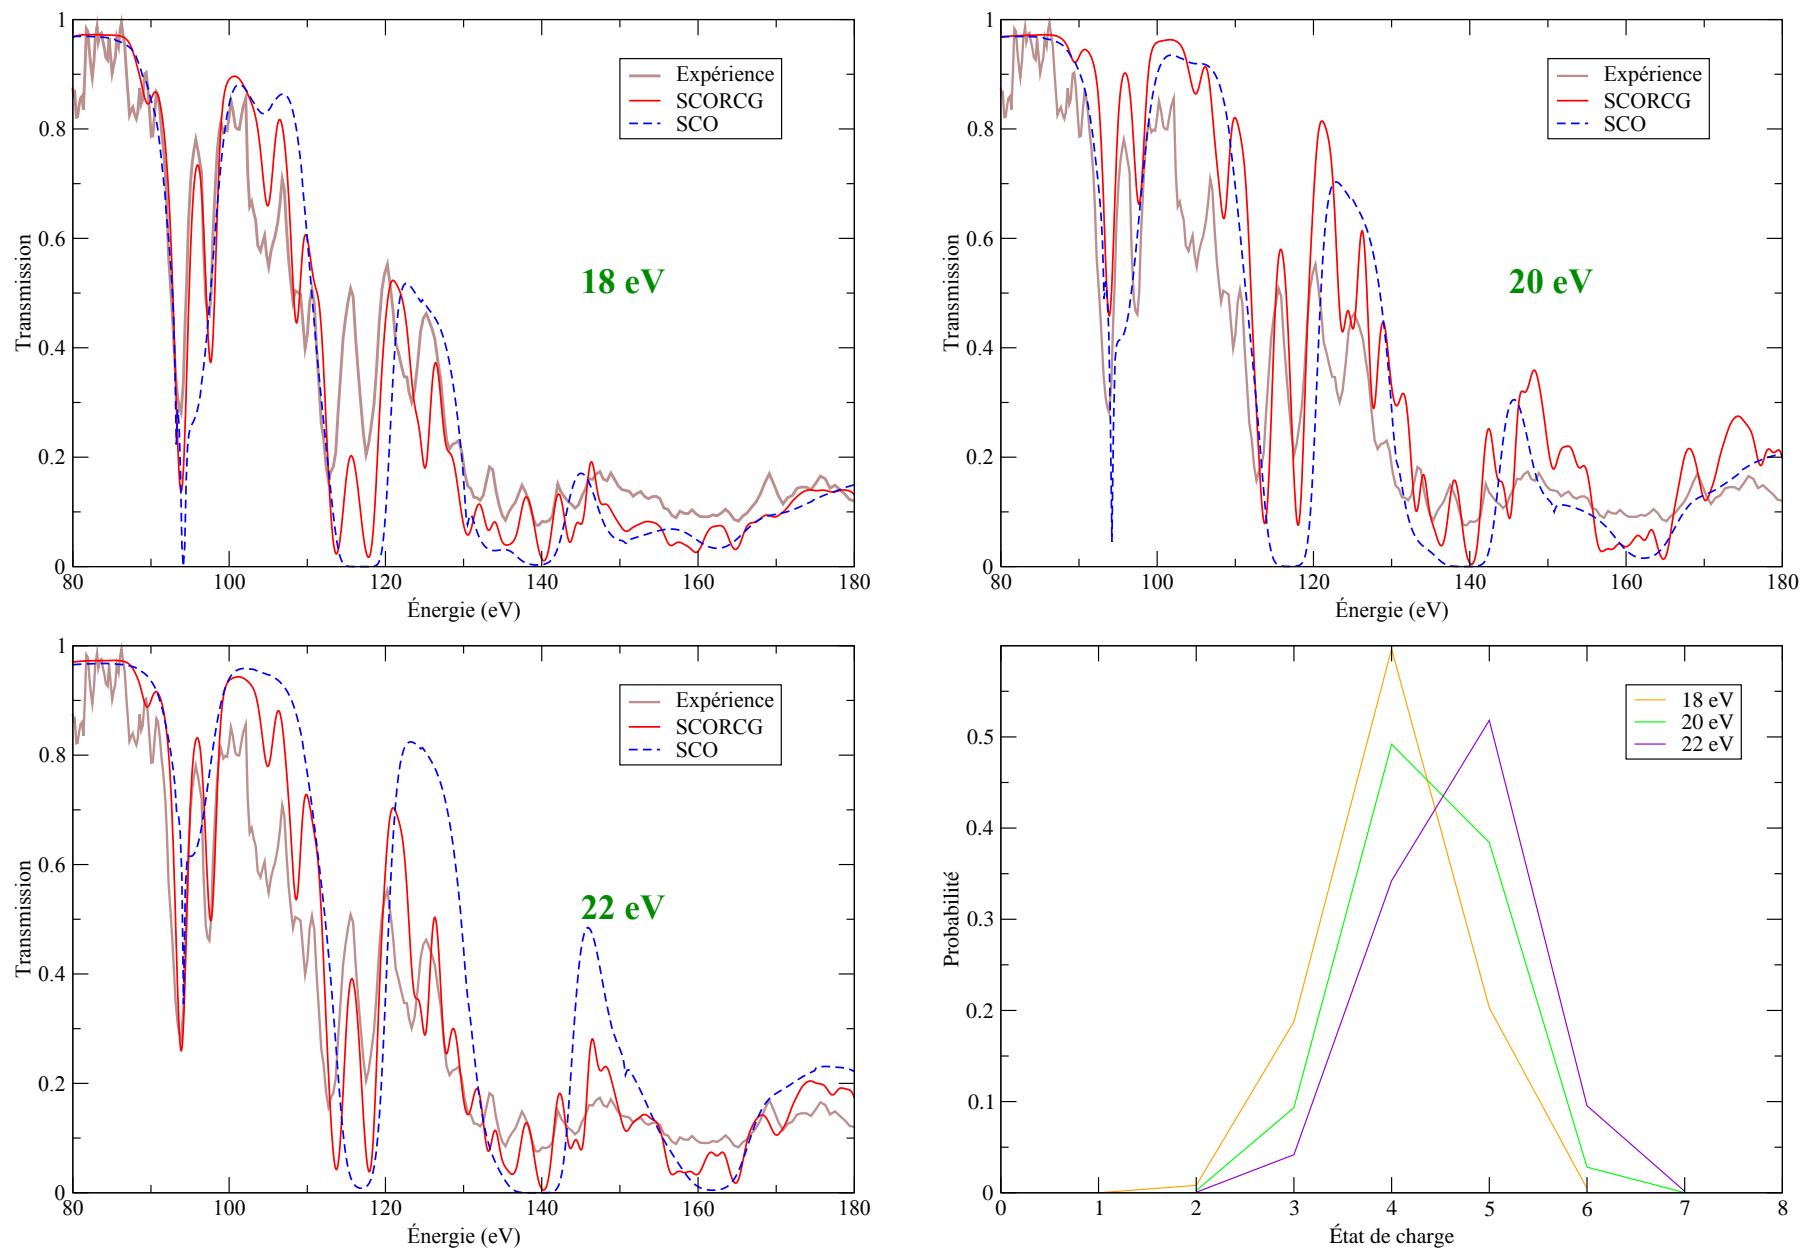 1
0.8
0.6
0.4
0.2
0
Transmission
Expérience
SCORCG
SCO
18 eV
80 100 120 140 160 180
Énergie (eV)
1
0.8
0.6
0.4
0.2
0
Transmission
Expérience
SCORCG
SCO
20 eV
80 100 120 140 160 180
Énergie (eV)
1
0.8
0.6
0.4
0.2
0
Transmission
Expérience
SCORCG
SCO
22 eV
80 100 120 140 160 180
Énergie (eV)
0.5
0.4
0.3
0.2
0.1
0
Probabilité
18 eV
20 eV
22 eV
0 1 2 3 4 5 6 7 8
État de charge